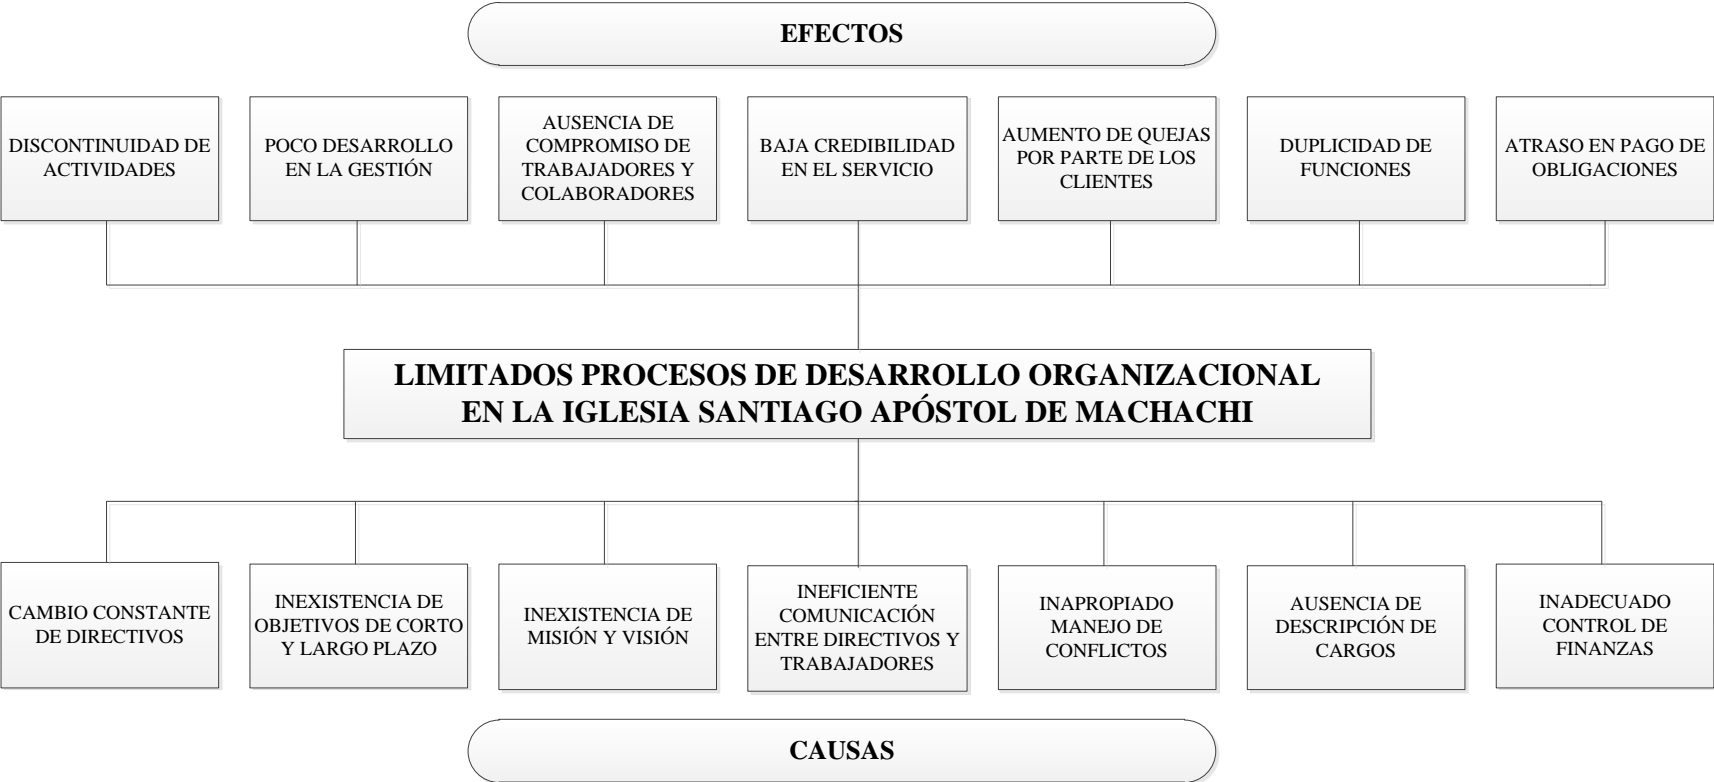 EFECTOS
DISCONTINUIDAD DE
ACTIVIDADES
POCO DESARROLLO
EN LA GESTIÓN
AUSENCIA DE
COMPROMISO DE
TRABAJADORES Y
COLABORADORES
BAJA CREDIBILIDAD
EN EL SERVICIO
AUMENTO DE QUEJAS
POR PARTE DE LOS
CLIENTES
DUPLICIDAD DE
FUNCIONES
ATRASO EN PAGO DE
OBLIGACIONES
LIMITADOS PROCESOS DE DESARROLLO ORGANIZACIONAL
EN LA IGLESIA SANTIAGO APÓSTOL DE MACHACHI
CAMBIO CONSTANTE
DE DIRECTIVOS
INEXISTENCIA DE
OBJETIVOS DE CORTO
Y LARGO PLAZO
INEXISTENCIA DE
MISIÓN Y VISIÓN
INEFICIENTE
COMUNICACIÓN
ENTRE DIRECTIVOS Y
TRABAJADORES
INAPROPIADO
MANEJO DE
CONFLICTOS
AUSENCIA DE
DESCRIPCIÓN DE
CARGOS
INADECUADO
CONTROL DE
FINANZAS
CAUSAS